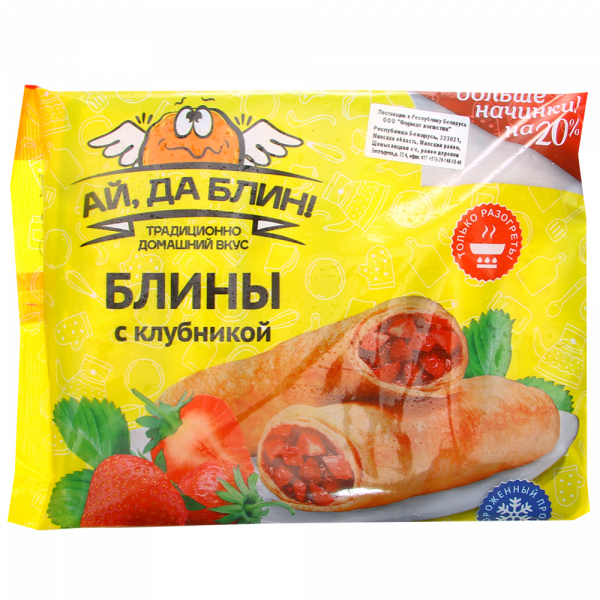 больше
начинки!
на 20%
Поставщик в Республику Беларусь
ООО "Формат логистик"
Республика Беларусь, 223021,
Минская область, Минский район,
АЙ, ДА БЛИН!
ТРАДИЦИОННО
ДОМАШНИЙ ВКУС
ТОЛЬКО РАЗОГРЕТЬ!
БЛИНЫ
с клубникой